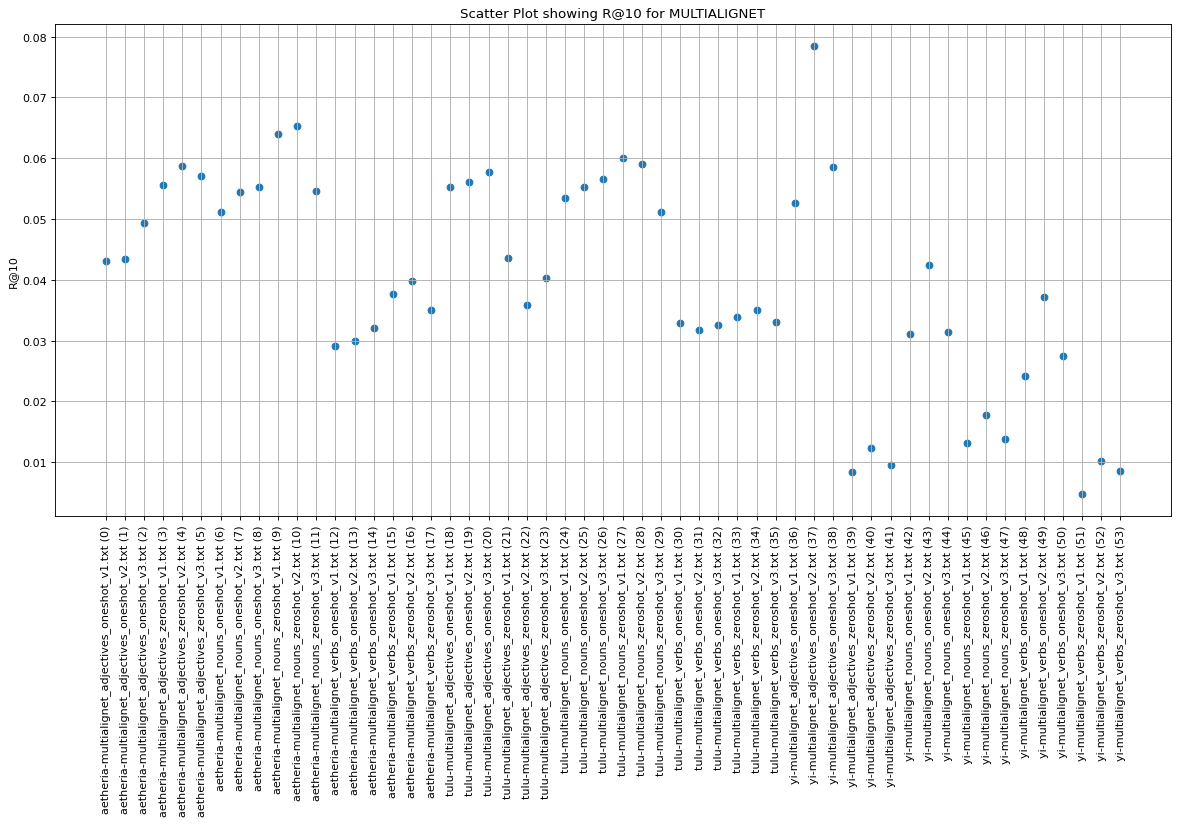 Scatter Plot showing R@10 for MULTIALIGNET
R@10
0.08
0.07
0.06
0.05
0.04
0.03
0.02
0.01
aetheria-multialignet_adjectives_oneshot_v1.txt (0)
aetheria-multialignet_adjectives_oneshot_v2.txt (1)
aetheria-multialignet_adjectives_oneshot_v3.txt (2)
aetheria-multialignet_adjectives_zeroshot_v1.txt (3)
aetheria-multialignet_adjectives_zeroshot_v2.txt (4)
aetheria-multialignet_adjectives_zeroshot_v3.txt (5)
aetheria-multialignet_nouns_oneshot_v1.txt (6)
aetheria-multialignet_nouns_oneshot_v2.txt (7)
aetheria-multialignet_nouns_oneshot_v3.txt (8)
aetheria-multialignet_nouns_zeroshot_v1.txt (9)
aetheria-multialignet_nouns_zeroshot_v2.txt (10)
aetheria-multialignet_nouns_zeroshot_v3.txt (11)
aetheria-multialignet_verbs_oneshot_v1.txt (12)
aetheria-multialignet_verbs_oneshot_v2.txt (13)
aetheria-multialignet_verbs_oneshot_v3.txt (14)
aetheria-multialignet_verbs_zeroshot_v1.txt (15)
aetheria-multialignet_verbs_zeroshot_v2.txt (16)
aetheria-multialignet_verbs_zeroshot_v3.txt (17)
tulu-multialignet_adjectives_oneshot_v1.txt (18)
tulu-multialignet_adjectives_oneshot_v2.txt (19)
tulu-multialignet_adjectives_oneshot_v3.txt (20)
tulu-multialignet_adjectives_zeroshot_v1.txt (21)
tulu-multialignet_adjectives_zeroshot_v2.txt (22)
tulu-multialignet_adjectives_zeroshot_v3.txt (23)
tulu-multialignet_nouns_oneshot_v1.txt (24)
tulu-multialignet_nouns_oneshot_v2.txt (25)
tulu-multialignet_nouns_oneshot_v3.txt (26)
tulu-multialignet_nouns_zeroshot_v1.txt (27)
tulu-multialignet_nouns_zeroshot_v2.txt (28)
tulu-multialignet_nouns_zeroshot_v3.txt (29)
tulu-multialignet_verbs_oneshot_v1.txt (30)
tulu-multialignet_verbs_oneshot_v2.txt (31)
tulu-multialignet_verbs_oneshot_v3.txt (32)
tulu-multialignet_verbs_zeroshot_v1.txt (33)
tulu-multialignet_verbs_zeroshot_v2.txt (34)
tulu-multialignet_verbs_zeroshot_v3.txt (35)
yi-multialignet_adjectives_oneshot_v1.txt (36)
yi-multialignet_adjectives_oneshot_v2.txt (37)
yi-multialignet_adjectives_oneshot_v3.txt (38)
yi-multialignet_adjectives_zeroshot_v1.txt (39)
yi-multialignet_adjectives_zeroshot_v2.txt (40)
yi-multialignet_adjectives_zeroshot_v3.txt (41)
yi-multialignet_nouns_oneshot_v1.txt (42)
yi-multialignet_nouns_oneshot_v2.txt (43)
yi-multialignet_nouns_oneshot_v3.txt (44)
yi-multialignet_nouns_zeroshot_v1.txt (45)
yi-multialignet_nouns_zeroshot_v2.txt (46)
yi-multialignet_nouns_zeroshot_v3.txt (47)
yi-multialignet_verbs_oneshot_v1.txt (48)
yi-multialignet_verbs_oneshot_v2.txt (49)
yi-multialignet_verbs_oneshot_v3.txt (50)
yi-multialignet_verbs_zeroshot_v1.txt (51)
yi-multialignet_verbs_zeroshot_v2.txt (52)
yi-multialignet_verbs_zeroshot_v3.txt (53)